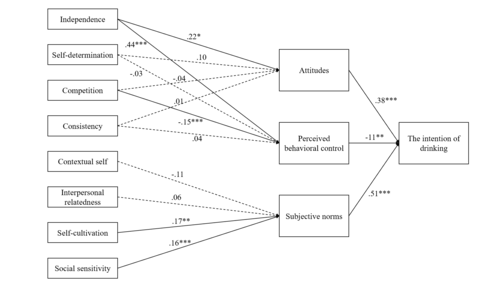 Independence
.22*
.44***
Self-determination
.10
-.03
Attitudes
Competition
-.04
.38***
.01
Consistency
-.15***
.04
Perceived
behavioral control
-11**
The intention of
drinking
Contextual self
-.11
Interpersonal
relatedness
.06
.51***
Subjective norms
Self-cultivation
.17**
.16***
Social sensitivity